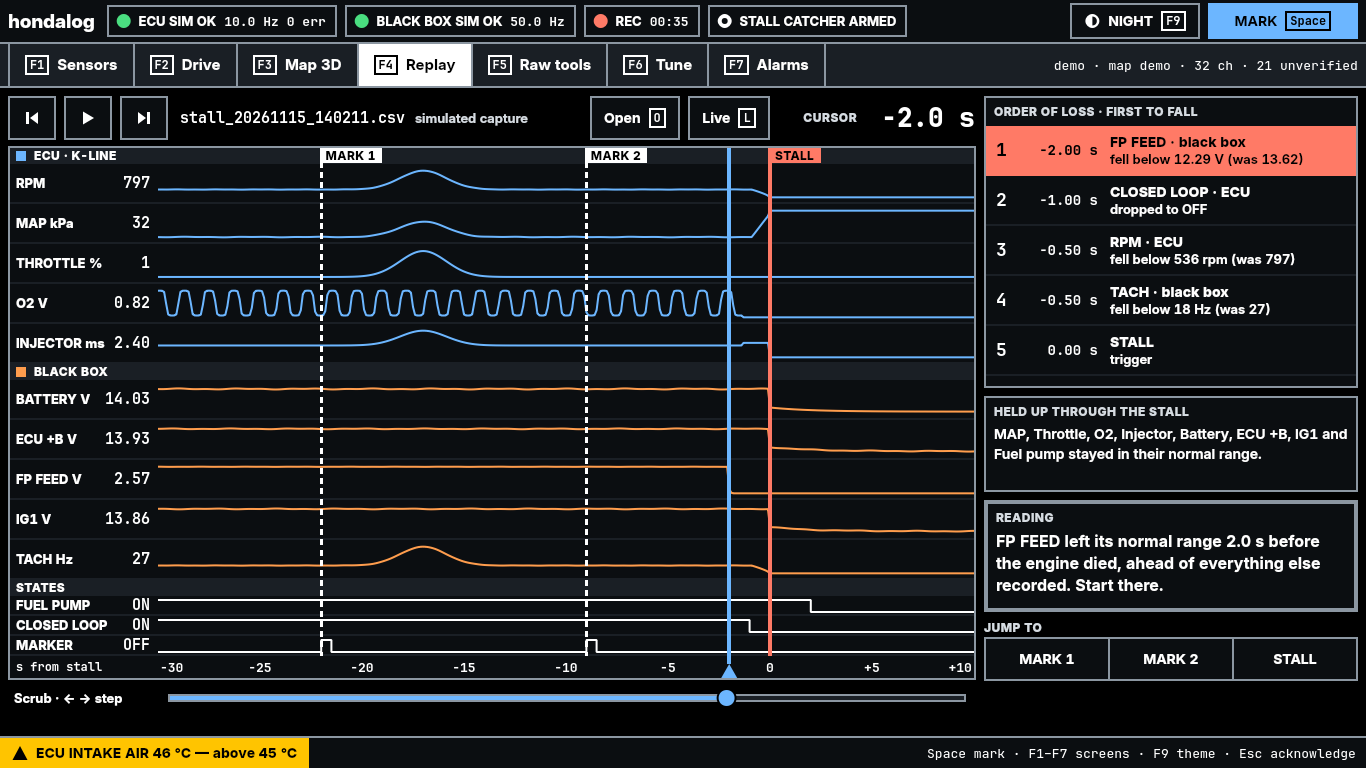 hondalog ECU SIM OK 10.0 Hz 0 err BLACK BOX SIM OK 50.0 Hz REC 00:35 STALL CATCHER ARMED NIGHT F9 MARK Space
F1 Sensors F2 Drive F3 Map 3D F4 Replay F5 Raw tools F6 Tune F7 Alarms demo · map demo · 32 ch · 21 unverified
stall_20261115_140211.csv simulated capture Open O Live L CURSOR -2.0 s
ECU · K-LINE MARK 1 MARK 2 STALL
RPM 797
MAP kPa 32
THROTTLE % 1
O2 V 0.82
INJECTOR ms 2.40
BLACK BOX
BATTERY V 14.03
ECU +B V 13.93
FP FEED V 2.57
IG1 V 13.86
TACH Hz 27
STATES
FUEL PUMP ON
CLOSED LOOP ON
MARKER OFF
s from stall -30 -25 -20 -15 -10 -5 0 +5 +10
Scrub · ← → step
ORDER OF LOSS · FIRST TO FALL
1 -2.00 s FP FEED · black box
fell below 12.29 V (was 13.62)
2 -1.00 s CLOSED LOOP · ECU
dropped to OFF
3 -0.50 s RPM · ECU
fell below 536 rpm (was 797)
4 -0.50 s TACH · black box
fell below 18 Hz (was 27)
5 0.00 s STALL
trigger
HELD UP THROUGH THE STALL
MAP, Throttle, O2, Injector, Battery, ECU +B, IG1 and
Fuel pump stayed in their normal range.
READING
FP FEED left its normal range 2.0 s before
the engine died, ahead of everything else
recorded. Start there.
JUMP TO
MARK 1 MARK 2 STALL
ECU INTAKE AIR 46 °C — above 45 °C
Space mark · F1–F7 screens · F9 theme · Esc acknowledge